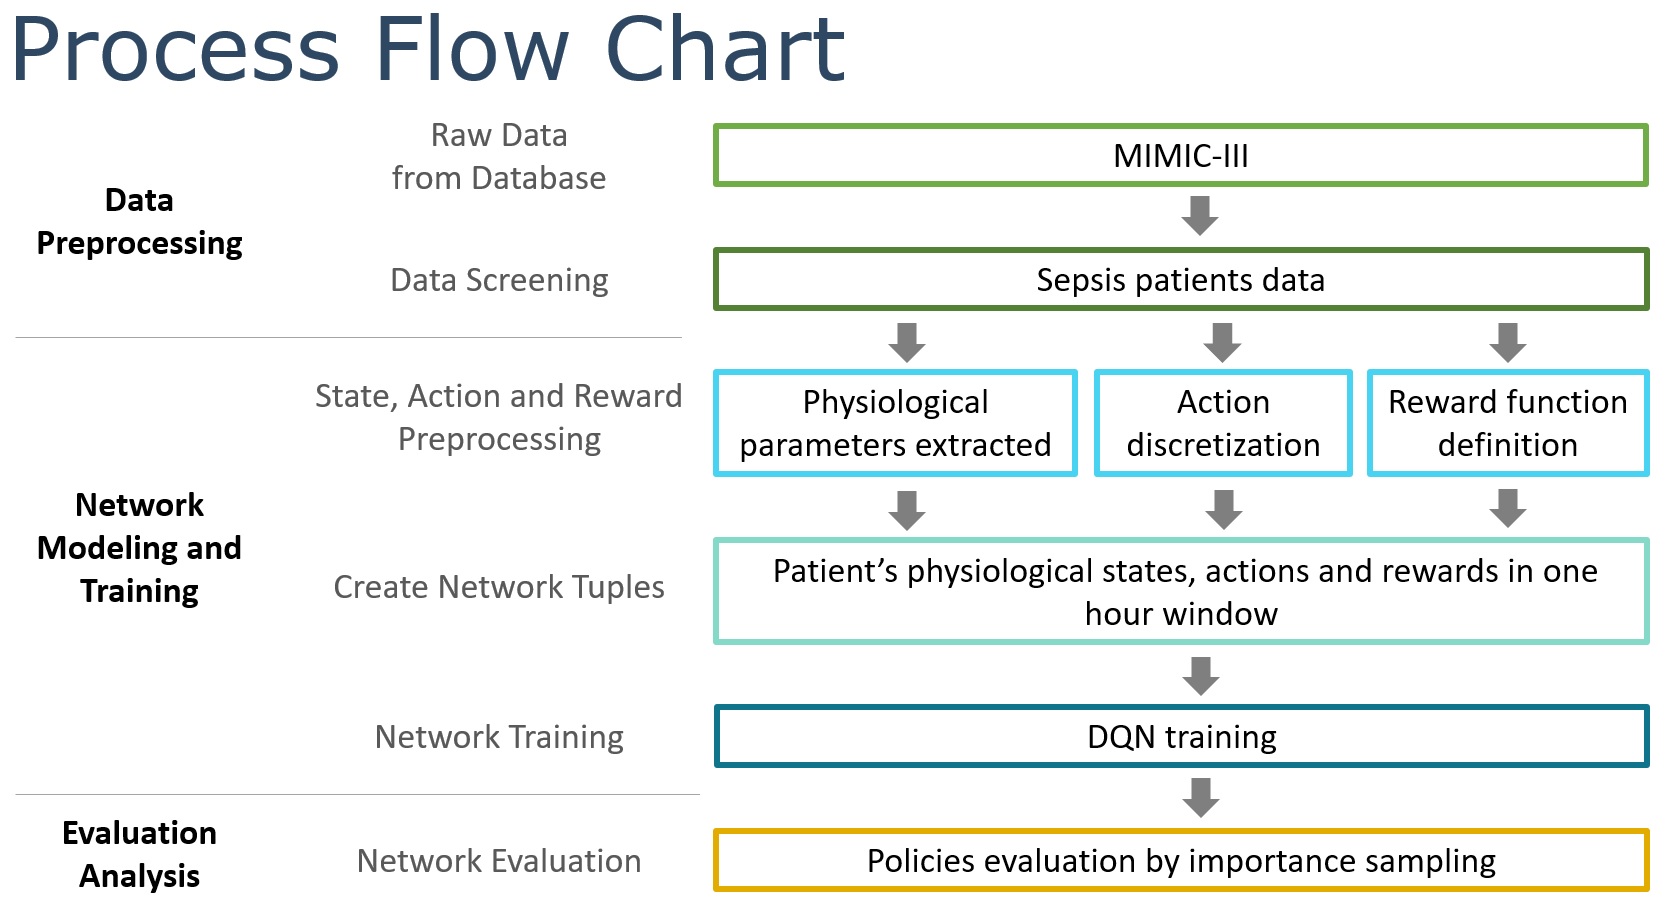 Process Flow Chart
Data
Preprocessing
Raw Data
from Database
MIMIC-III
Data Screening
Sepsis patients data
Network
Modeling and
Training
State, Action and Reward
Preprocessing
Physiological
parameters extracted
Action
discretization
Reward function
definition
Create Network Tuples
Patient’s physiological states, actions and rewards in one
hour window
Network Training
DQN training
Evaluation
Analysis
Network Evaluation
Policies evaluation by importance sampling